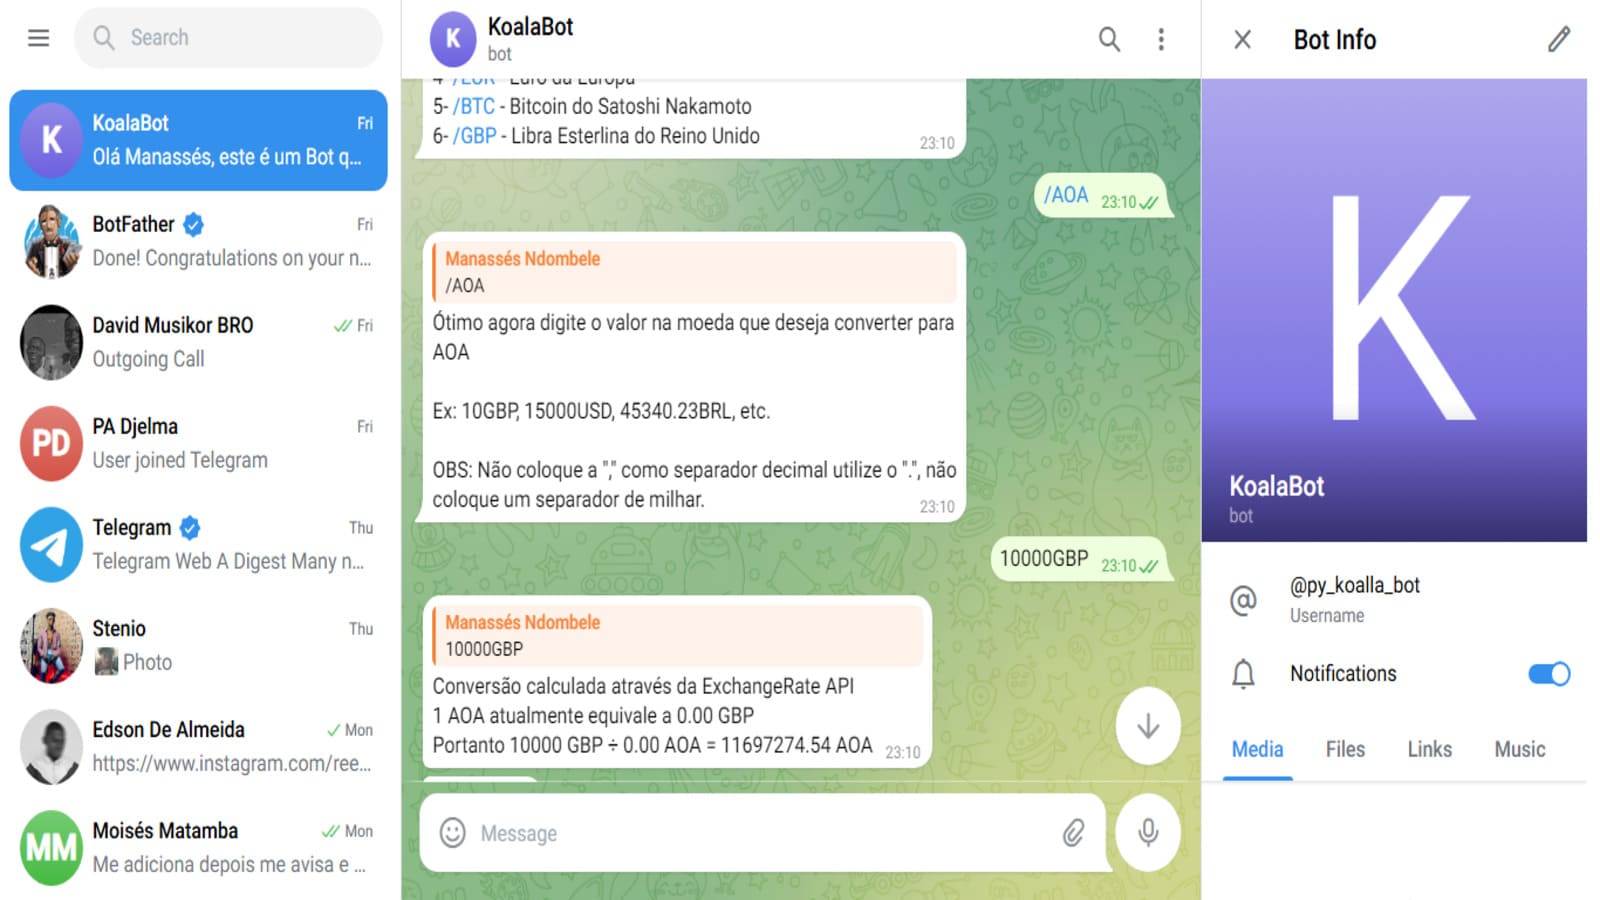 Search
K
KoalaBot
Fri
Olá Manassés, este é um Bot q...
BotFather
Fri
Done! Congratulations on your n...
David Musikor BRO
Fri
Outgoing Call
PD
PA Djelma
Fri
User joined Telegram
Telegram
Thu
Telegram Web A Digest Many n...
Stenio
Thu
Photo
Edson De Almeida
Mon
https://www.instagram.com/ree...
MM
Moisés Matamba
Mon
Me adiciona depois me avisa e ...
K
KoalaBot
bot
4- /EUR - Euro da Europa
5- /BTC - Bitcoin do Satoshi Nakamoto
6- /GBP - Libra Esterlina do Reino Unido
23:10
/AOA 23:10
Manassés Ndombele
/AOA
Ótimo agora digite o valor na moeda que deseja converter para
AOA
Ex: 10GBP, 15000USD, 45340.23BRL, etc.
OBS: Não coloque a "," como separador decimal utilize o ".", não
coloque um separador de milhar.
23:10
10000GBP 23:10
Manassés Ndombele
10000GBP
Conversão calculada através da ExchangeRate API
1 AOA atualmente equivale a 0.00 GBP
Portanto 10000 GBP ÷ 0.00 AOA = 11697274.54 AOA 23:10
Message
Bot Info
K
KoalaBot
bot
@py_koalla_bot
Username
Notifications
Media Files Links Music